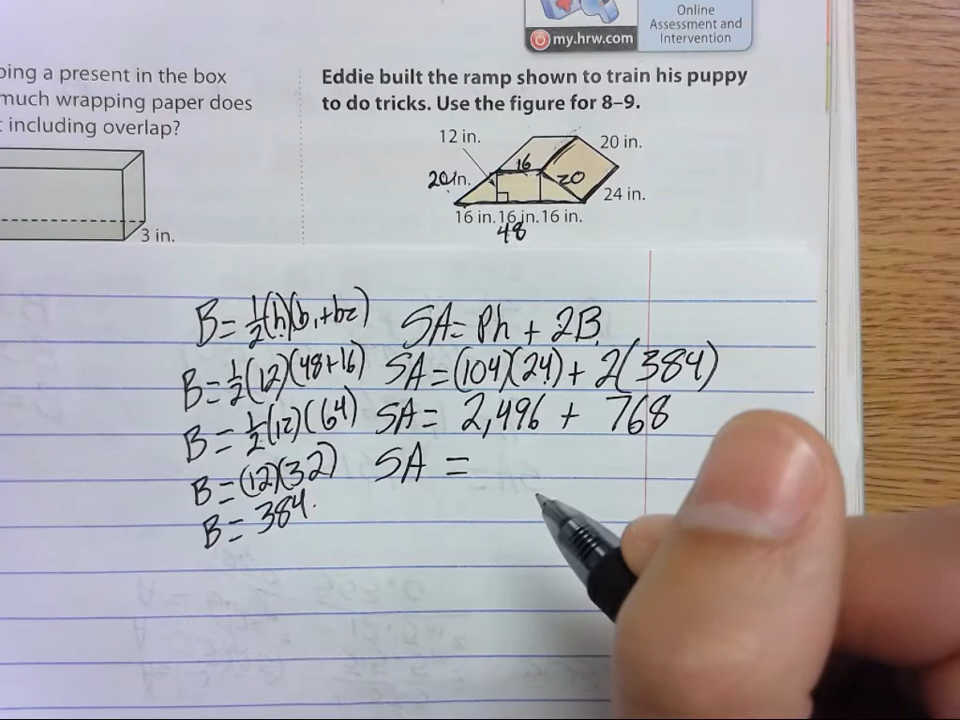 Online
Assessment and
Intervention
my.hrw.com
ping a present in the box
much wrapping paper does
including overlap?
3 in.
Eddie built the ramp shown to train his puppy
to do tricks. Use the figure for 8–9.
12 in.
20 in.
16
20in.
20
24 in.
16 in. 16 in. 16 in.
48
B = 1/2(h)(b₁+b₂)
B = 1/2(12)(48+16)
B = 1/2(12)(64)
B = (12)(32)
B = 384.
SA = Ph + 2B
SA = (104)(24) + 2(384)
SA = 2,496 + 768
SA =